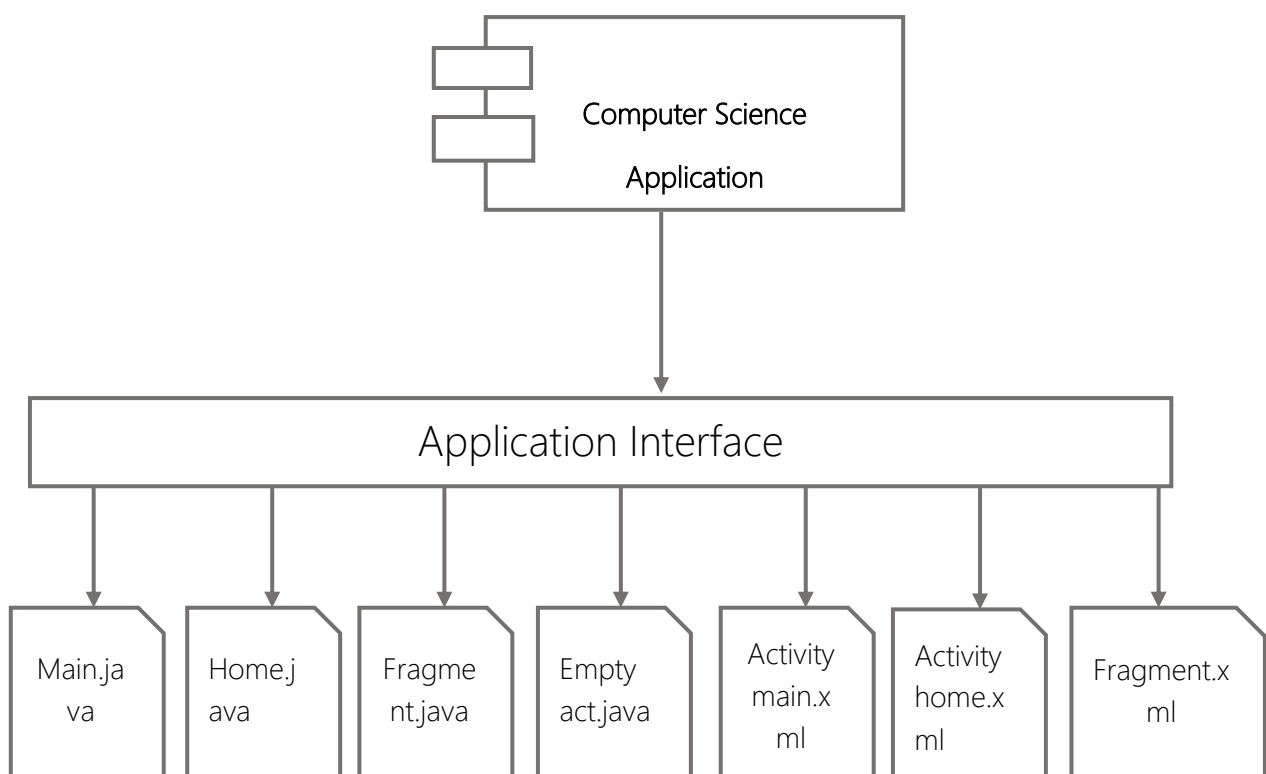 Computer Science
Application
Application Interface
Main.ja
va
Home.j
ava
Fragme
nt.java
Empty
act.java
Activity
main.x
ml
Activity
home.x
ml
Fragment.x
ml